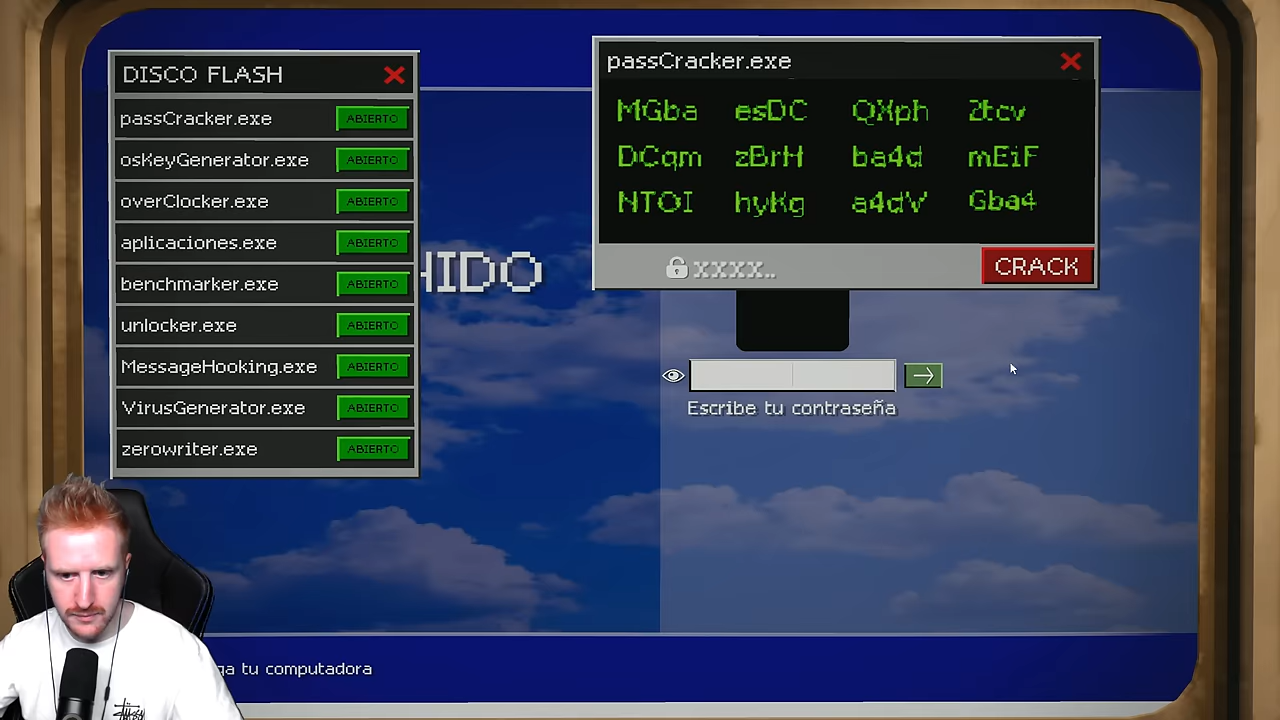 DISCO FLASH
passCracker.exe ABIERTO
osKeyGenerator.exe ABIERTO
overClocker.exe ABIERTO
aplicaciones.exe ABIERTO
benchmarker.exe ABIERTO
unlocker.exe ABIERTO
MessageHooking.exe ABIERTO
VirusGenerator.exe ABIERTO
zerowriter.exe ABIERTO
HIDO
passCracker.exe
MGba esDC QXph Ztcv
DCqm zBrH ba4d mEiF
NTOI hyKg a4dV Gba4
xxxx..
CRACK
Escribe tu contraseña
ga tu computadora